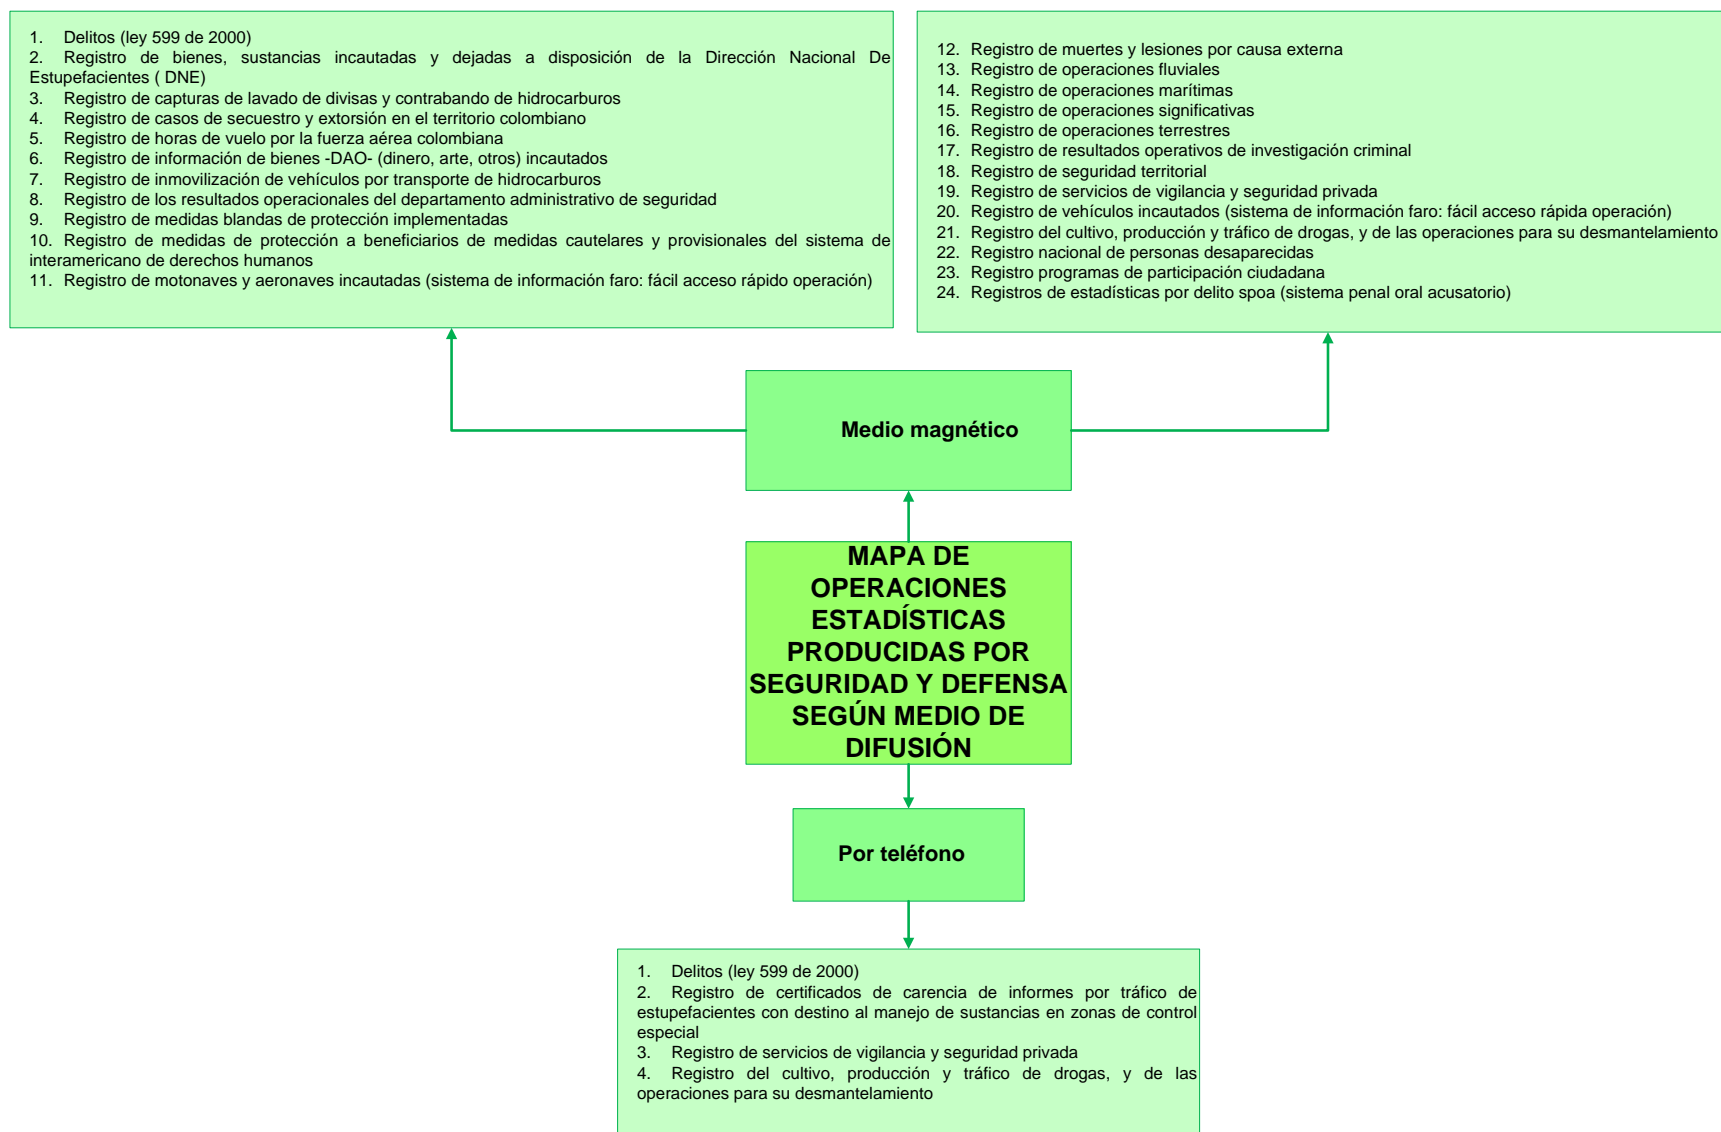 1. Delitos (ley 599 de 2000)
2. Registro de bienes, sustancias incautadas y dejadas a disposición de la Dirección Nacional De
Estupefacientes ( DNE)
3. Registro de capturas de lavado de divisas y contrabando de hidrocarburos
4. Registro de casos de secuestro y extorsión en el territorio colombiano
5. Registro de horas de vuelo por la fuerza aérea colombiana
6. Registro de información de bienes -DAO- (dinero, arte, otros) incautados
7. Registro de inmovilización de vehículos por transporte de hidrocarburos
8. Registro de los resultados operacionales del departamento administrativo de seguridad
9. Registro de medidas blandas de protección implementadas
10. Registro de medidas de protección a beneficiarios de medidas cautelares y provisionales del sistema de
interamericano de derechos humanos
11. Registro de motonaves y aeronaves incautadas (sistema de información faro: fácil acceso rápido operación)
12. Registro de muertes y lesiones por causa externa
13. Registro de operaciones fluviales
14. Registro de operaciones marítimas
15. Registro de operaciones significativas
16. Registro de operaciones terrestres
17. Registro de resultados operativos de investigación criminal
18. Registro de seguridad territorial
19. Registro de servicios de vigilancia y seguridad privada
20. Registro de vehículos incautados (sistema de información faro: fácil acceso rápida operación)
21. Registro del cultivo, producción y tráfico de drogas, y de las operaciones para su desmantelamiento
22. Registro nacional de personas desaparecidas
23. Registro programas de participación ciudadana
24. Registros de estadísticas por delito spoa (sistema penal oral acusatorio)
Medio magnético
MAPA DE
OPERACIONES
ESTADÍSTICAS
PRODUCIDAS POR
SEGURIDAD Y DEFENSA
SEGÚN MEDIO DE
DIFUSIÓN
Por teléfono
1. Delitos (ley 599 de 2000)
2. Registro de certificados de carencia de informes por tráfico de
estupefacientes con destino al manejo de sustancias en zonas de control
especial
3. Registro de servicios de vigilancia y seguridad privada
4. Registro del cultivo, producción y tráfico de drogas, y de las
operaciones para su desmantelamiento